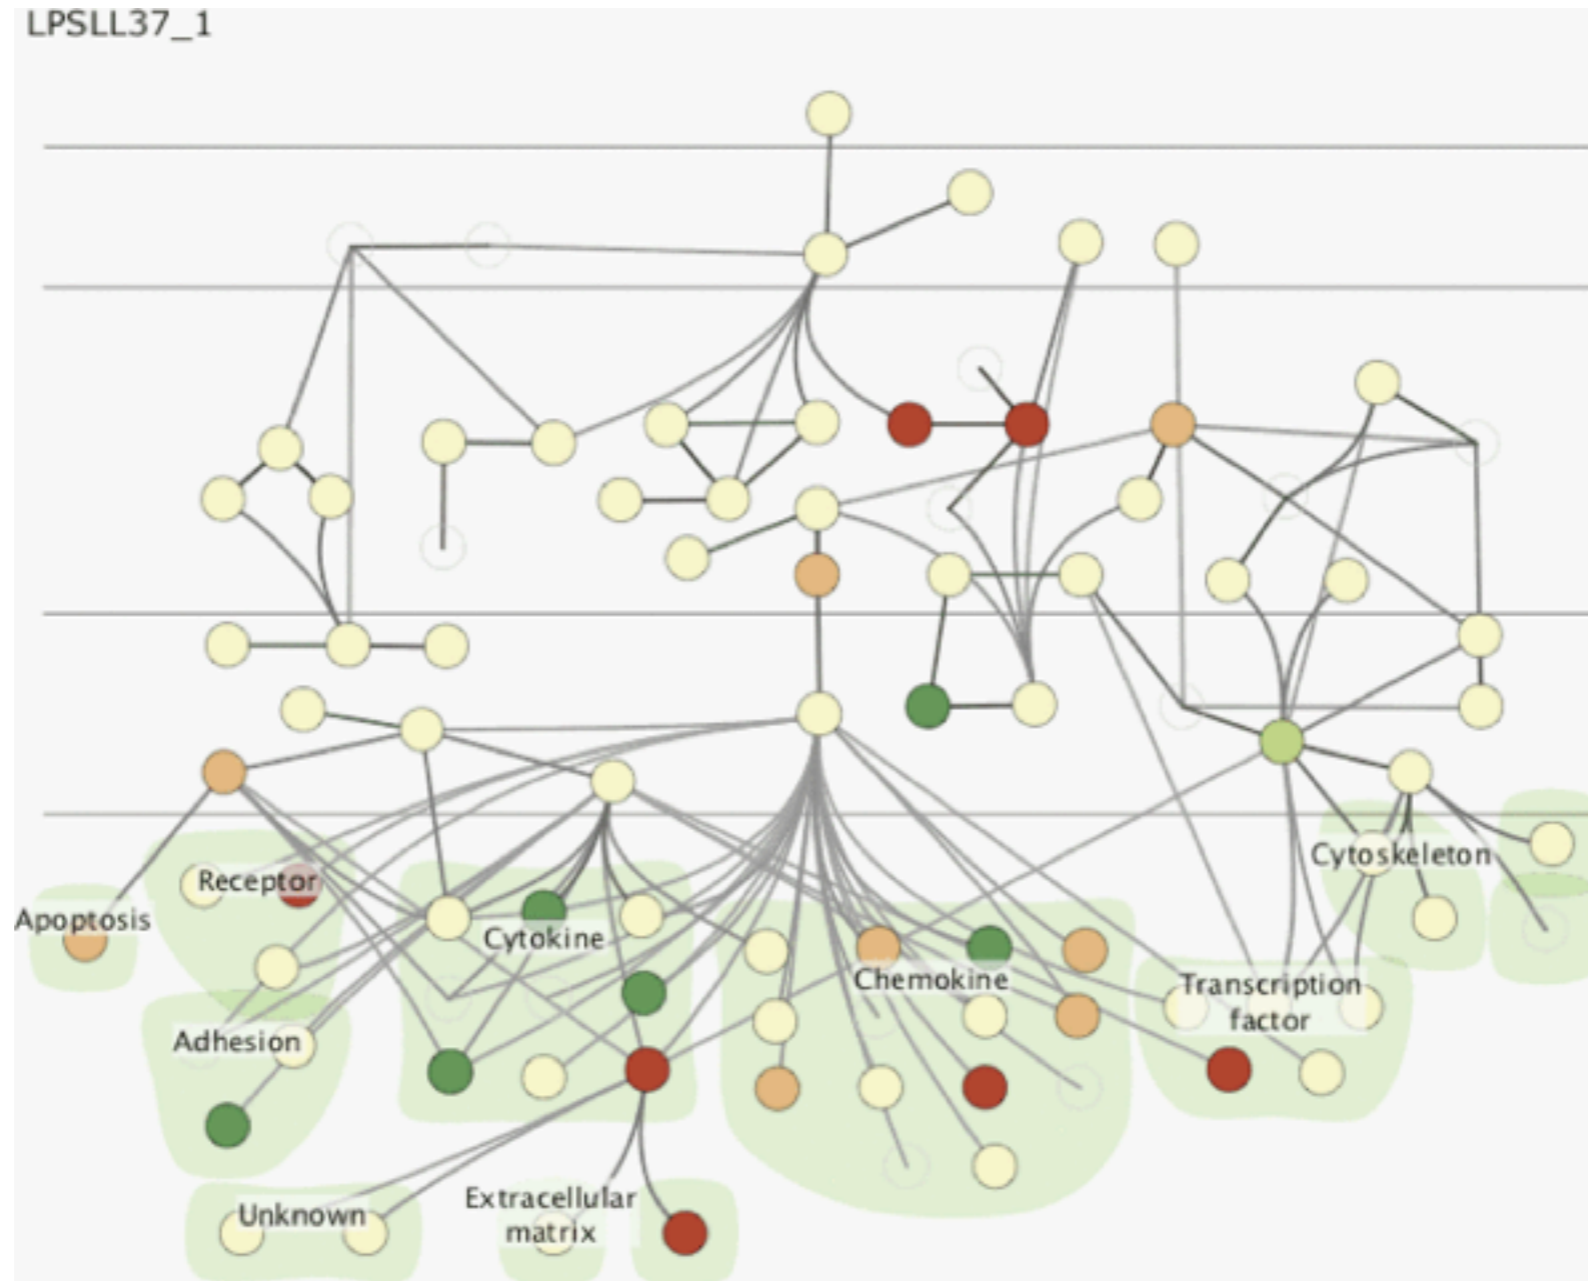 LPSLL37_1
Cytoskeleton
Receptor
Apoptosis
Cytokine
Chemokine
Transcription
factor
Adhesion
Extracellular
matrix
Unknown